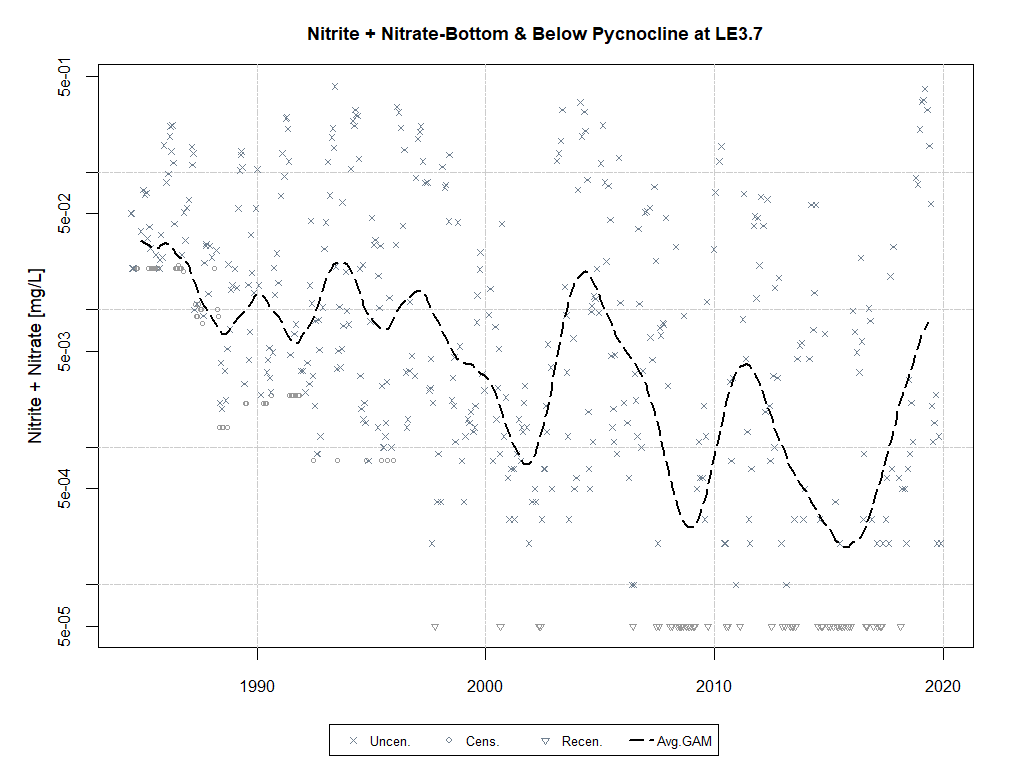 Nitrite + Nitrate-Bottom & Below Pycnocline at LE3.7
Nitrite + Nitrate [mg/L]
5e-01
5e-02
5e-03
5e-04
5e-05
1990 2000 2010 2020
Uncen. Cens. Recen. Avg.GAM